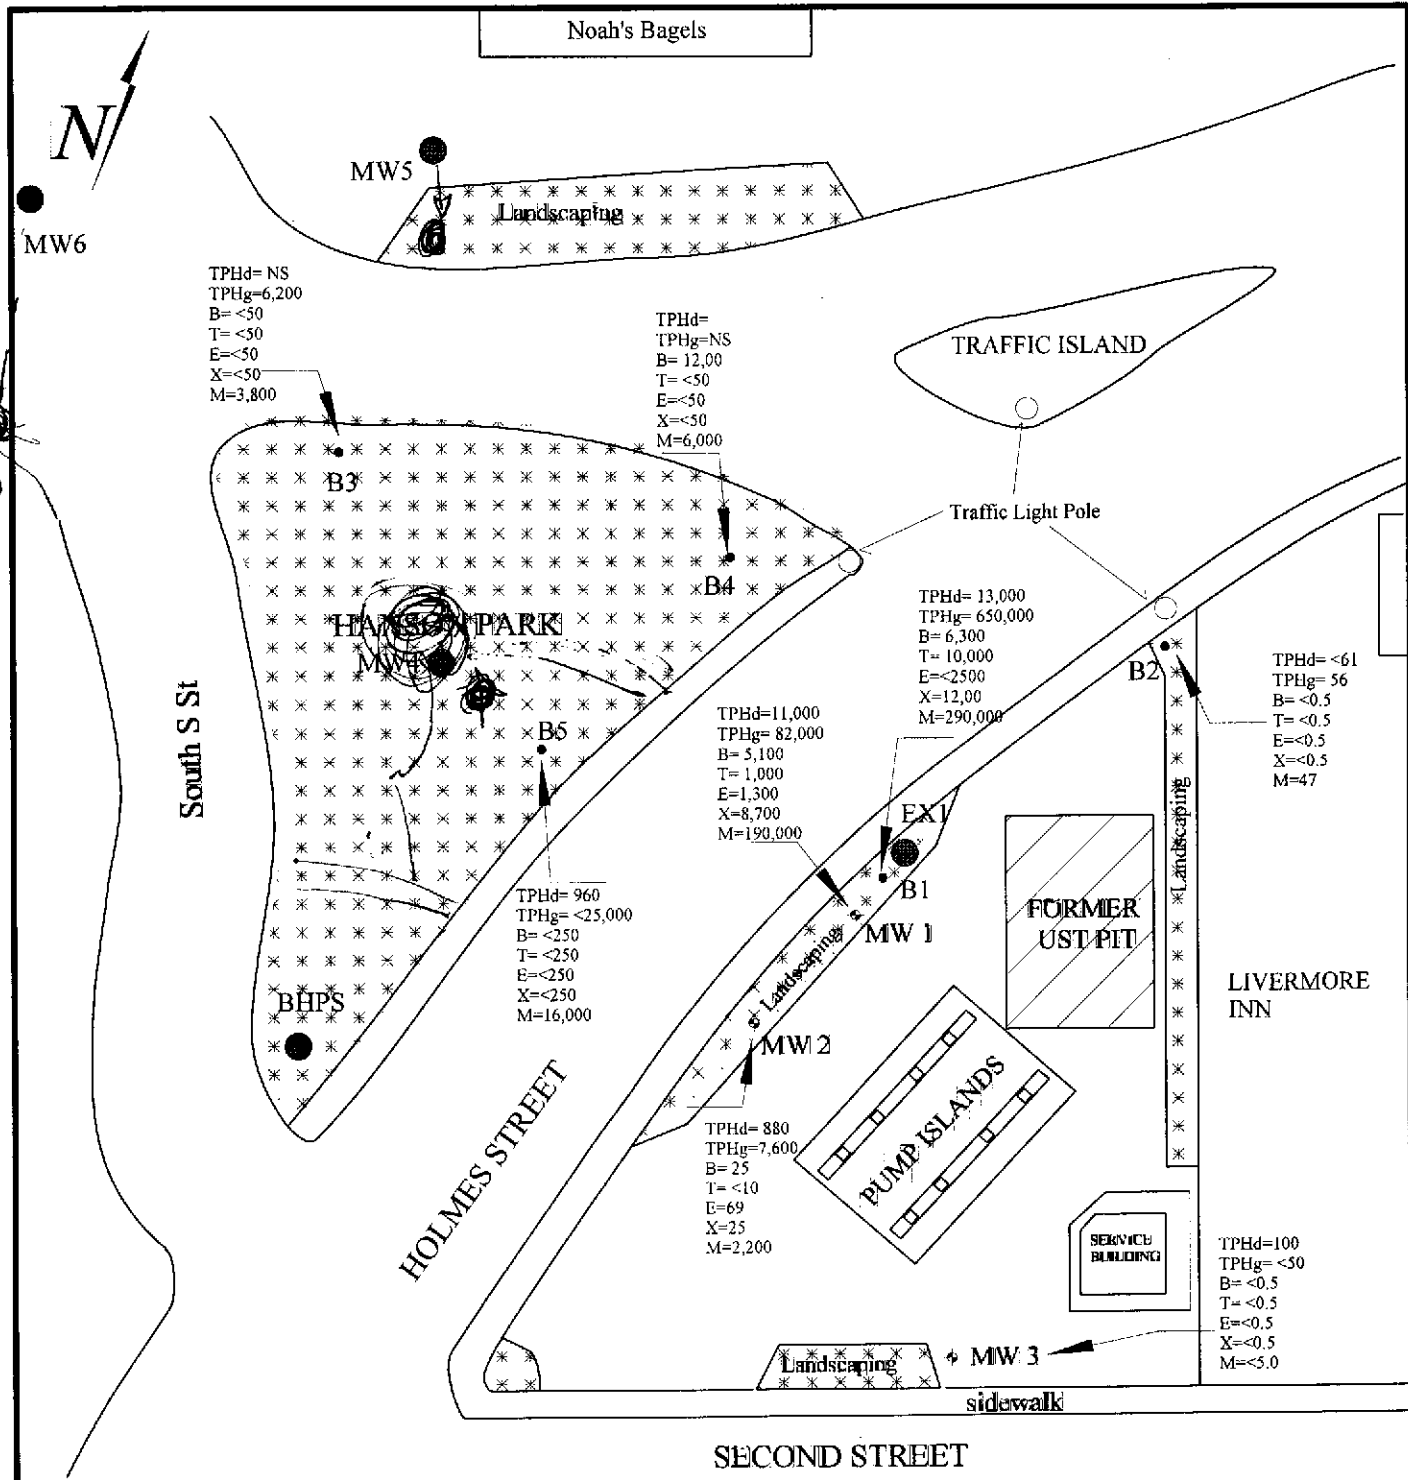 Noah's Bagels
N
MW5
MW6
Landscaping
TPHd= NS
TPHg=6,200
B= <50
T= <50
E=<50
X=<50
M=3,800
TPHd=
TPHg=NS
B= 12,00
T= <50
E=<50
X=<50
M=6,000
TRAFFIC ISLAND
B3
Traffic Light Pole
B4
HANSON PARK
MW4
TPHd= 13,000
TPHg= 650,000
B= 6,300
T= 10,000
E=<2500
X=12,00
M=290,000
B2
TPHd= <61
TPHg= 56
B= <0.5
T= <0.5
E=<0.5
X=<0.5
M=47
South S St
B5
TPHd=11,000
TPHg= 82,000
B= 5,100
T= 1,000
E=1,300
X=8,700
M=190,000
EX1
B1
Landscaping
TPHd= 960
TPHg= <25,000
B= <250
T= <250
E=<250
X=<250
M=16,000
MW 1
FORMER
UST PIT
Landscaping
LIVERMORE
INN
BHPS
MW 2
HOLMES STREET
PUMP ISLANDS
TPHd= 880
TPHg=7,600
B= 25
T= <10
E=69
X=25
M=2,200
SERVICE
BUILDING
TPHd=100
TPHg= <50
B= <0.5
T= <0.5
E=<0.5
X=<0.5
M=<5.0
Landscaping
MW 3
sidewalk
SECOND STREET